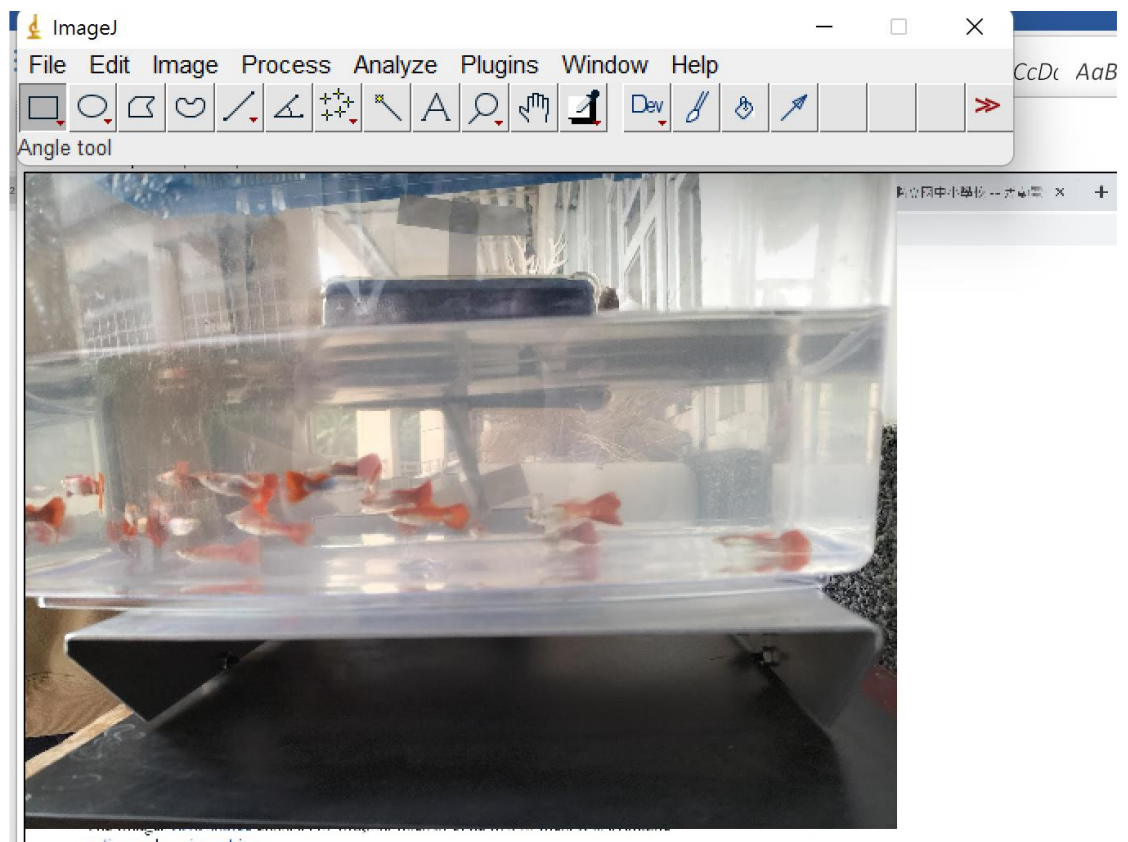 ImageJ
File Edit Image Process Analyze Plugins Window Help
CcDc AaB
A Dev
Angle tool